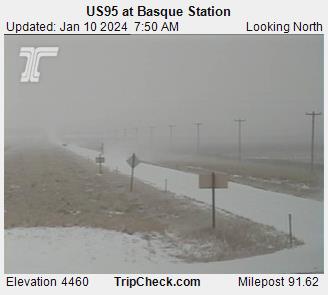 US95 at Basque Station
Updated: Jan 10 2024 7:50 AM Looking North
Elevation 4460 TripCheck.com Milepost 91.62